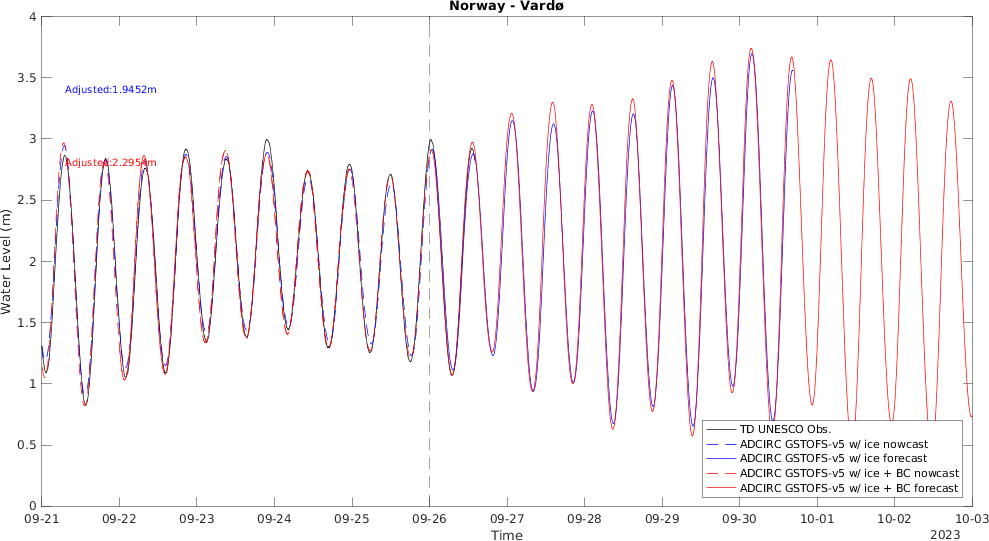 Norway - Vardø
4
3.5
3
2.5
2
1.5
1
0.5
0
Water Level (m)
Adjusted:1.9452m
Adjusted:2.2954m
TD UNESCO Obs.
ADCIRC GSTOFS-v5 w/ ice nowcast
ADCIRC GSTOFS-v5 w/ ice forecast
ADCIRC GSTOFS-v5 w/ ice + BC nowcast
ADCIRC GSTOFS-v5 w/ ice + BC forecast
09-21 09-22 09-23 09-24 09-25 09-26 09-27 09-28 09-29 09-30 10-01 10-02 10-03
Time
2023